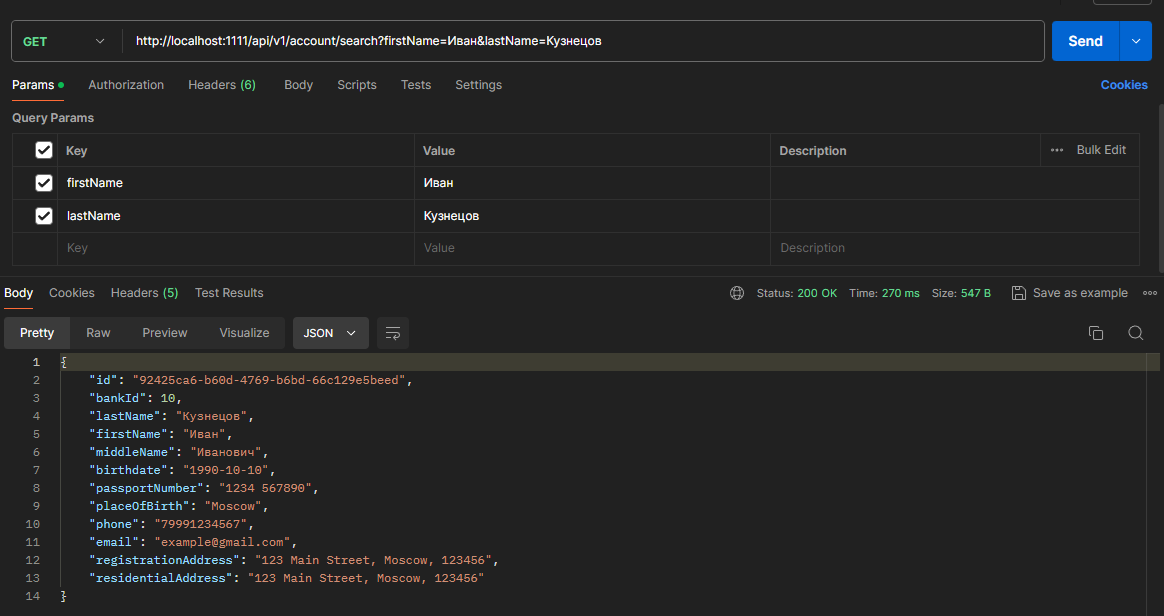 GET http://localhost:1111/api/v1/account/search?firstName=Иван&lastName=Кузнецов Send
Params Authorization Headers (6) Body Scripts Tests Settings Cookies
Query Params
Key Value Description Bulk Edit
firstName Иван
lastName Кузнецов
Key Value Description
Body Cookies Headers (5) Test Results Status: 200 OK Time: 270 ms Size: 547 B Save as example
Pretty Raw Preview Visualize JSON
1 {
2 "id": "92425ca6-b60d-4769-b6bd-66c129e5beed",
3 "bankId": 10,
4 "lastName": "Кузнецов",
5 "firstName": "Иван",
6 "middleName": "Иванович",
7 "birthdate": "1990-10-10",
8 "passportNumber": "1234 567890",
9 "placeOfBirth": "Moscow",
10 "phone": "79991234567",
11 "email": "example@gmail.com",
12 "registrationAddress": "123 Main Street, Moscow, 123456",
13 "residentialAddress": "123 Main Street, Moscow, 123456"
14 }